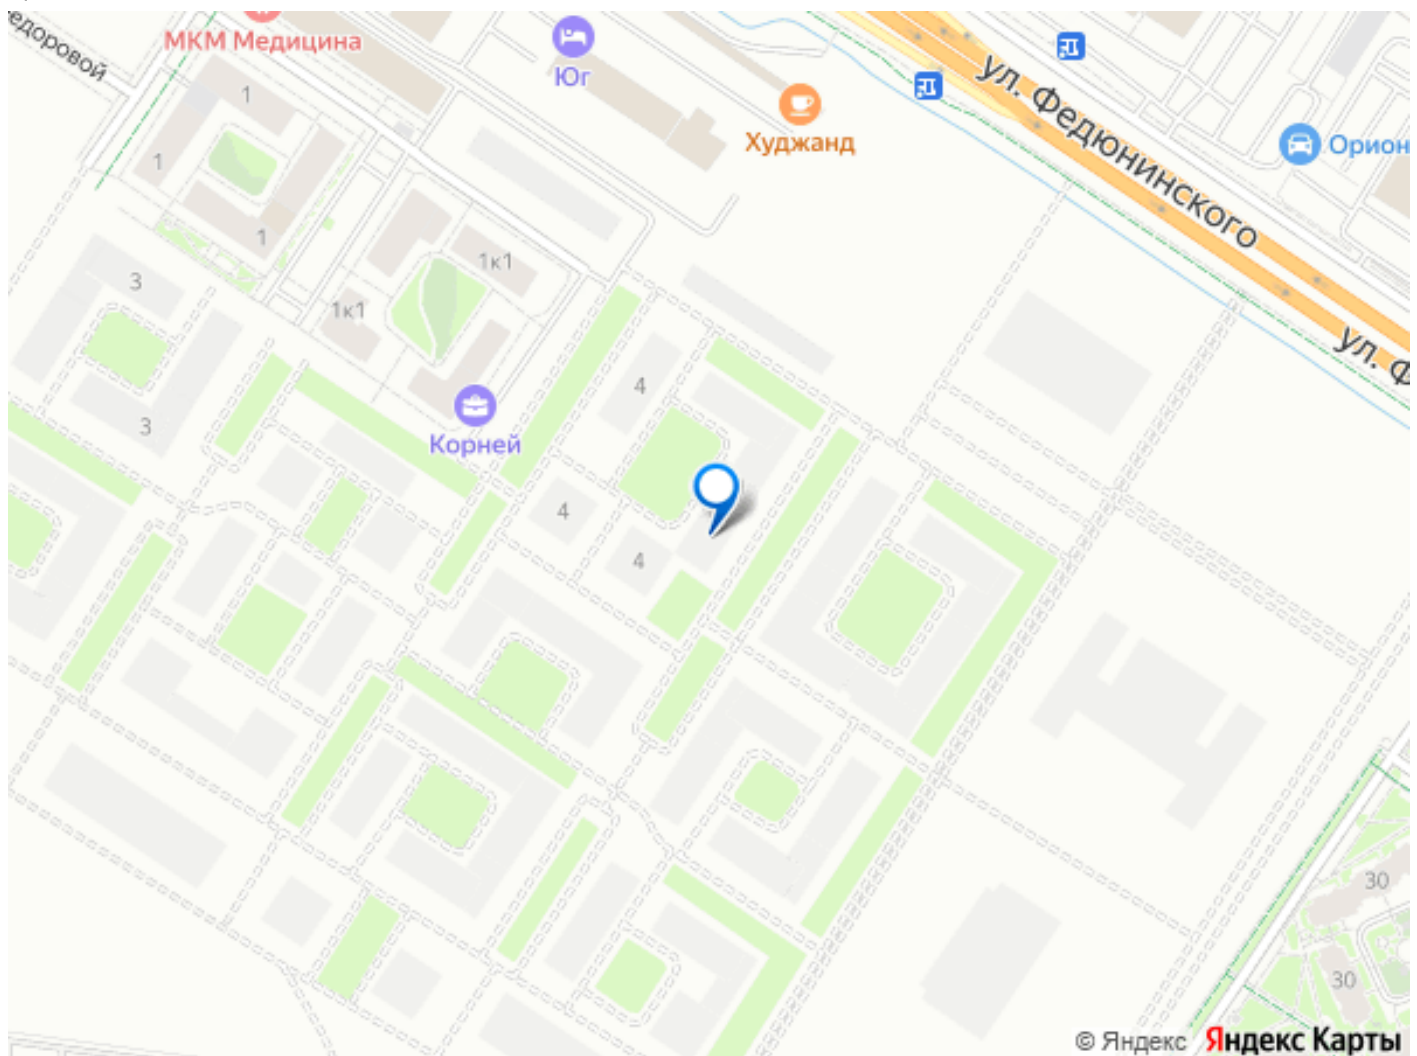 едоровой
МКМ Медицина
Юг
Худжанд
ул. Федюнинского
Орион
1
1
1
1к1
1к1
3
3
ул. Ф
4
Корней
4
4
30
30
© Яндекс Яндекс Карты